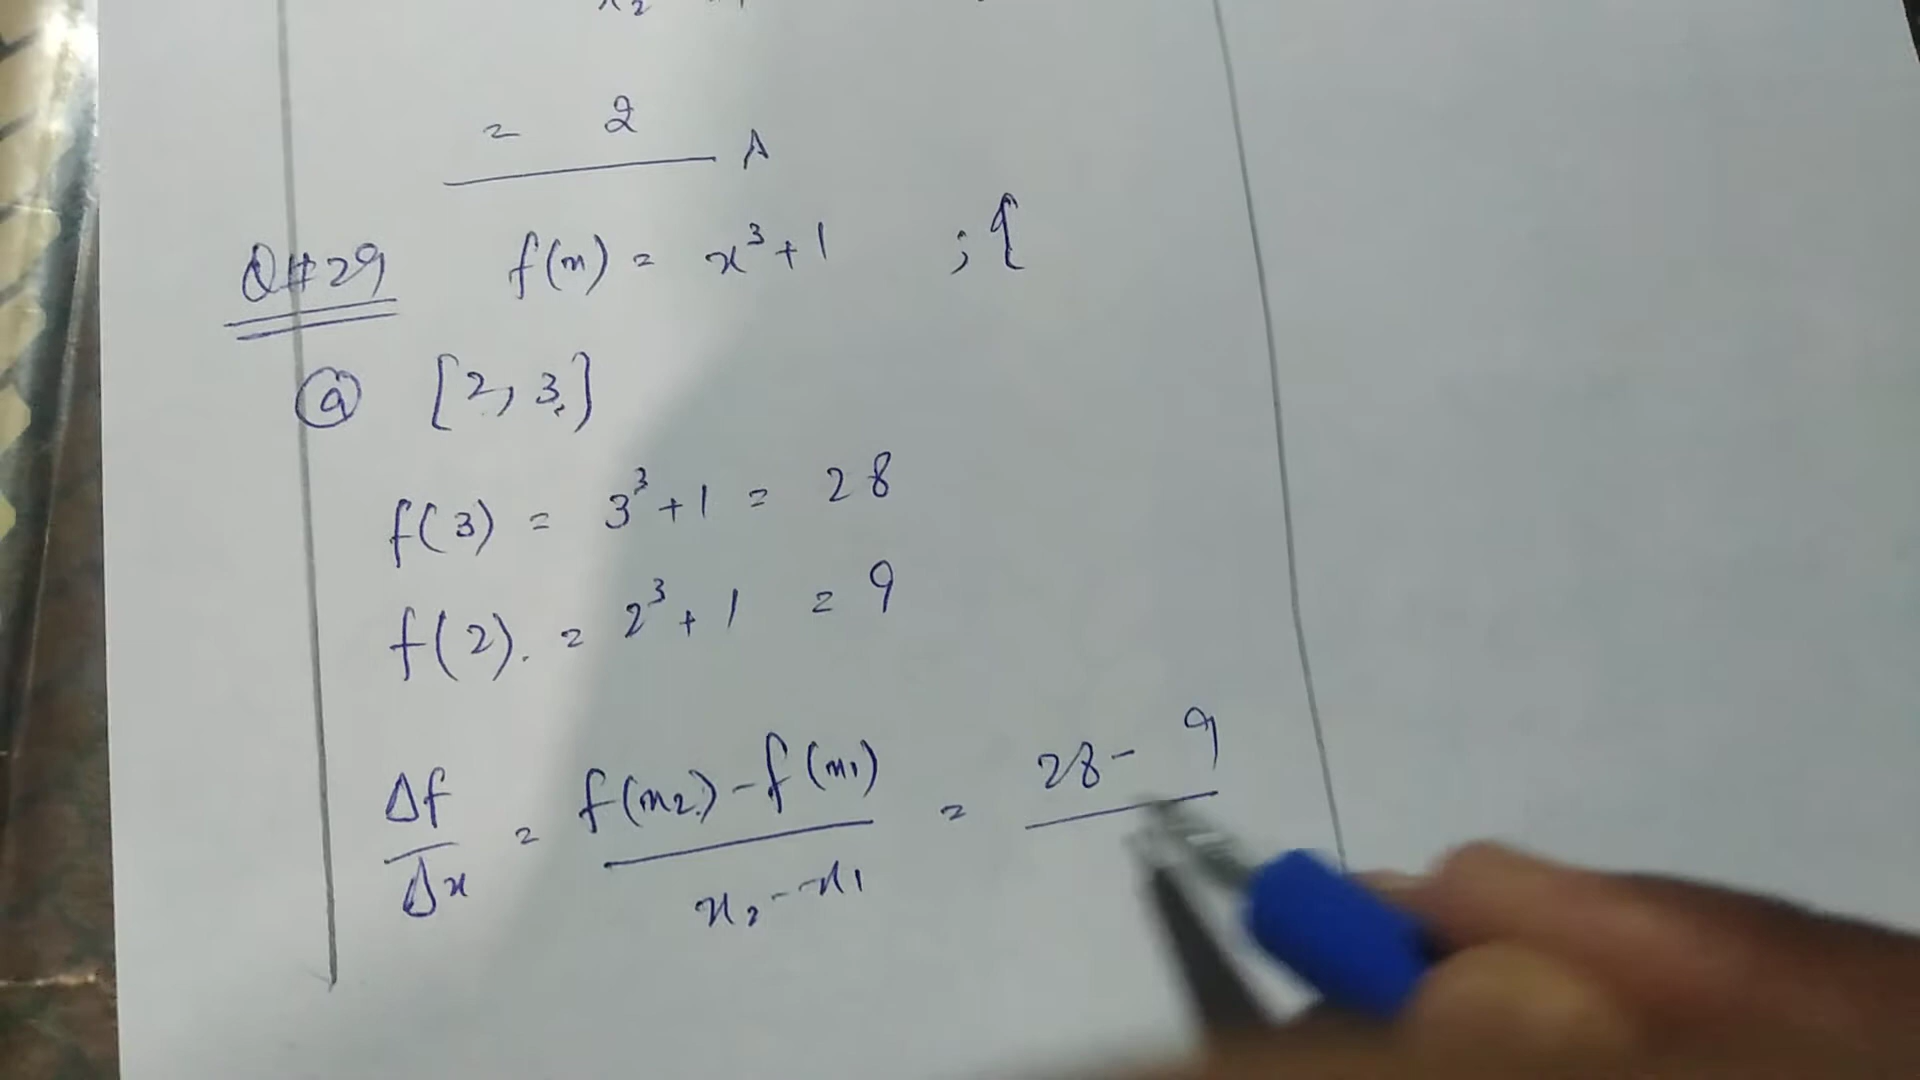 x₂
= 2 A
Q#29 f(x) = x³+1 ; {
ⓐ [2, 3]
f(3) = 3³+1 = 28
f(2) = 2³+1 = 9
Δf/Δx = f(x₂)-f(x₁)/x₂-x₁ = 28-9